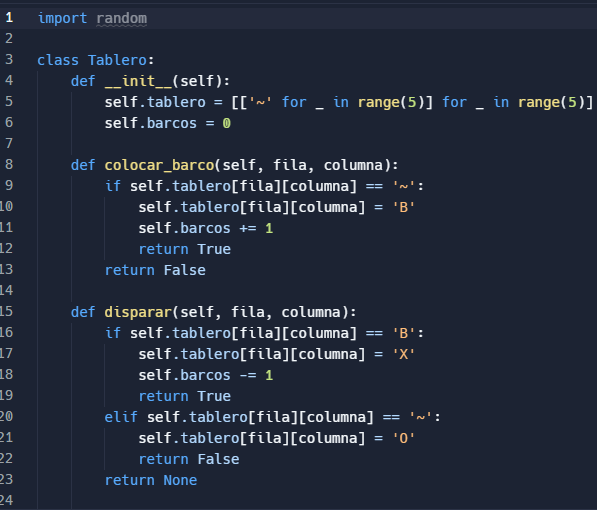 1 import random
2
3 class Tablero:
4     def __init__(self):
5         self.tablero = [['~' for _ in range(5)] for _ in range(5)]
6         self.barcos = 0
7
8     def colocar_barco(self, fila, columna):
9         if self.tablero[fila][columna] == '~':
10             self.tablero[fila][columna] = 'B'
11             self.barcos += 1
12             return True
13         return False
14
15     def disparar(self, fila, columna):
16         if self.tablero[fila][columna] == 'B':
17             self.tablero[fila][columna] = 'X'
18             self.barcos -= 1
19             return True
20         elif self.tablero[fila][columna] == '~':
21             self.tablero[fila][columna] = 'O'
22             return False
23         return None
24